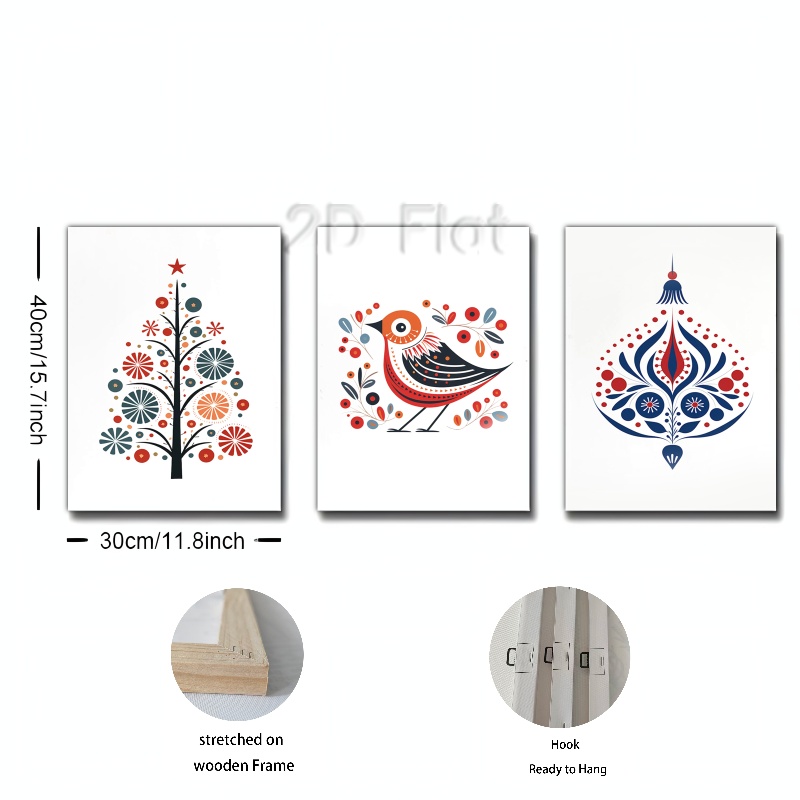 2D Flat
40cm/15.7inch
30cm/11.8inch
stretched on
wooden Frame
Hook
Ready to Hang